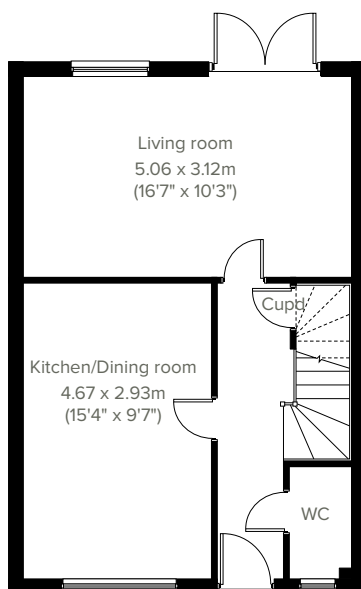 Living room
5.06 x 3.12m
(16'7" x 10'3")
Cupd
Kitchen/Dining room
4.67 x 2.93m
(15'4" x 9'7")
WC